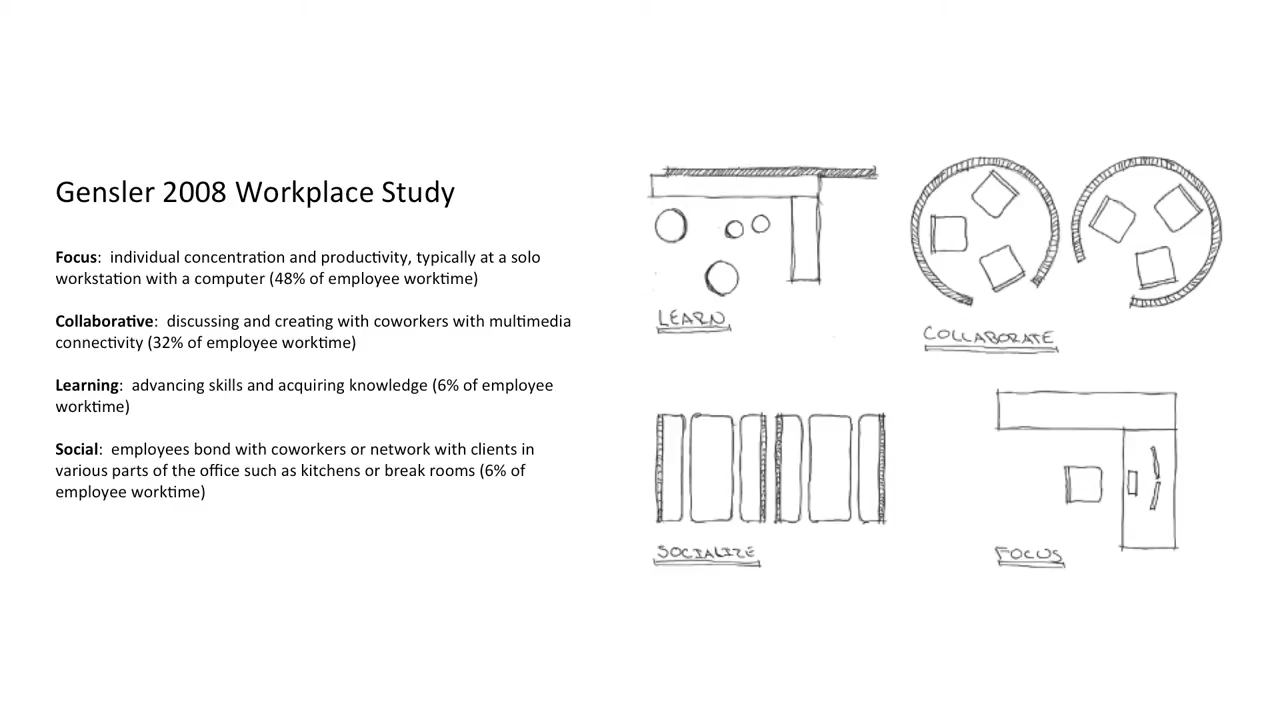 Gensler 2008 Workplace Study
Focus:  individual concentration and productivity, typically at a solo
workstation with a computer (48% of employee worktime)
Collaborative:  discussing and creating with coworkers with multimedia
connectivity (32% of employee worktime)
Learning:  advancing skills and acquiring knowledge (6% of employee
worktime)
Social:  employees bond with coworkers or network with clients in
various parts of the office such as kitchens or break rooms (6% of
employee worktime)
LEARN
COLLABORATE
SOCIALIZE
FOCUS